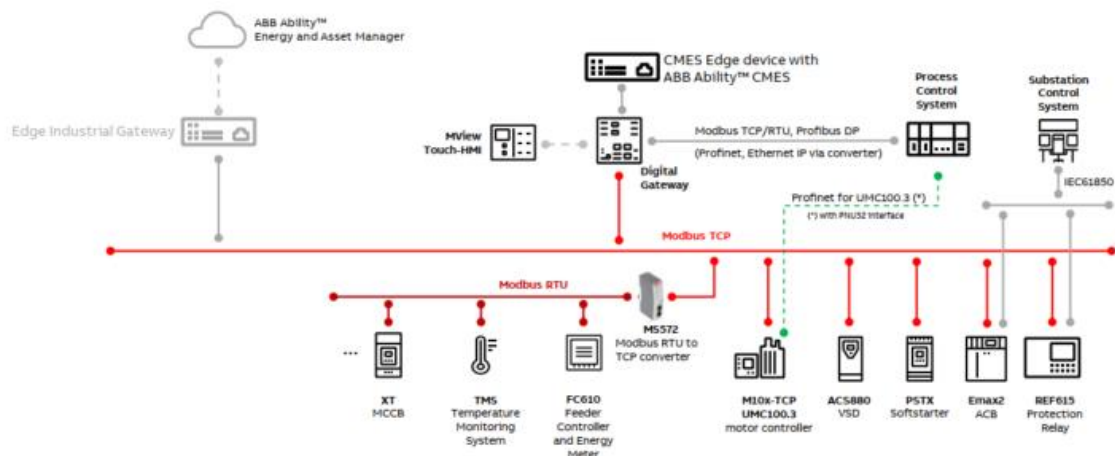 ABB Ability™
Energy and Asset Manager
Edge Industrial Gateway
CMES Edge device with
ABB Ability™ CMES
MView
Touch-HMI
Digital
Gateway
Modbus TCP/RTU, Profibus DP
(Profinet, Ethernet IP via converter)
Process
Control
System
Substation
Control
System
IEC61850
Profinet for UMC100.3 (*)
(*) with PNU32 Interface
Modbus TCP
Modbus RTU
MS572
Modbus RTU to
TCP converter
...
XT
MCCB
TMS
Temperature
Monitoring
System
FC610
Feeder
Controller
and Energy
Meter
M10x-TCP
UMC100.3
motor controller
ACS880
VSD
PSTX
Softstarter
Emax2
ACB
REF615
Protection
Relay